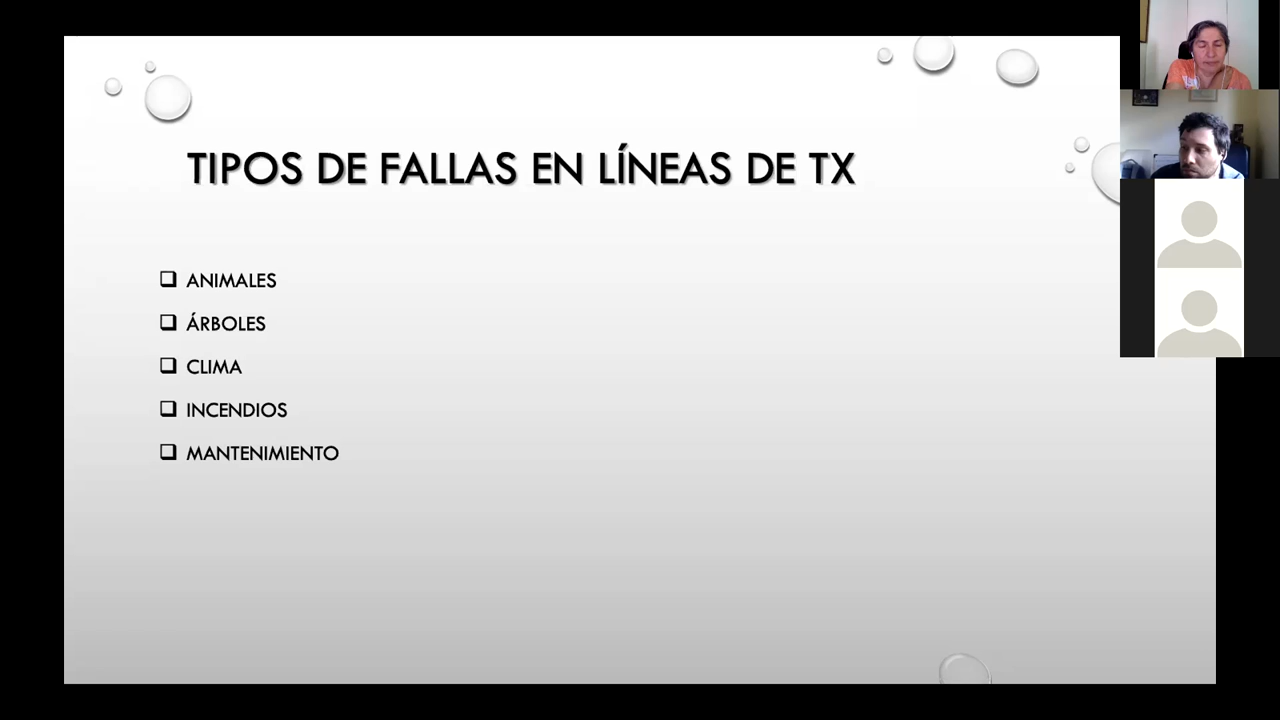 TIPOS DE FALLAS EN LÍNEAS DE TX
ANIMALES
ÁRBOLES
CLIMA
INCENDIOS
MANTENIMIENTO